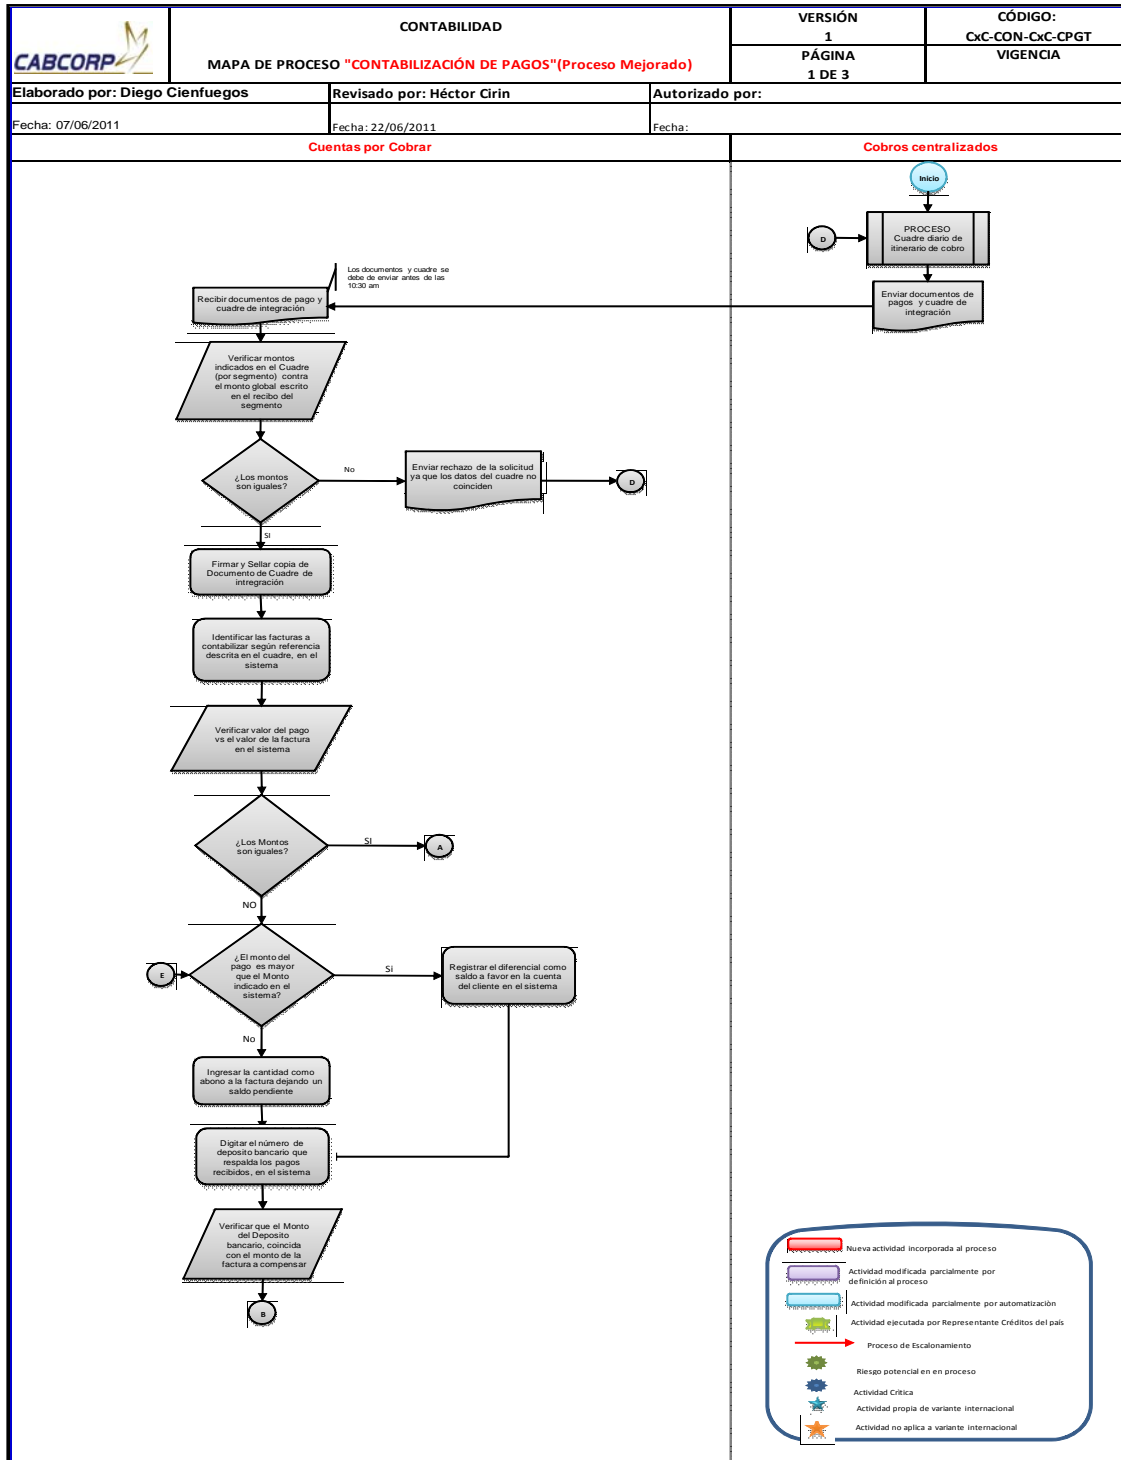 CABCORP
CONTABILIDAD
MAPA DE PROCESO "CONTABILIZACIÓN DE PAGOS"(Proceso Mejorado)
VERSIÓN
1
CÓDIGO:
CxC-CON-CxC-CPGT
PÁGINA
1 DE 3
VIGENCIA
Elaborado por: Diego Cienfuegos
Revisado por: Héctor Cirin
Autorizado por:
Fecha: 07/06/2011
Fecha: 22/06/2011
Fecha:
Cuentas por Cobrar
Cobros centralizados
Inicio
D
PROCESO
Cuadre diario de
itinerario de cobro
Enviar documentos de
pagos y cuadre de
integración
Los documentos y cuadre se
debe de enviar antes de las
10:30 am
Recibir documentos de pago y
cuadre de integración
Verificar montos
indicados en el Cuadre
(por segmento) contra
el monto global escrito
en el recibo del
segmento
¿Los montos
son iguales?
No
Enviar rechazo de la solicitud
ya que los datos del cuadre no
coinciden
D
SI
Firmar y Sellar copia de
Documento de Cuadre de
intregración
Identificar las facturas a
contabilizar según referencia
descrita en el cuadre, en el
sistema
Verificar valor del pago
vs el valor de la factura
en el sistema
¿Los Montos
son iguales?
SI
A
NO
E
¿El monto del
pago es mayor
que el Monto
indicado en el
sistema?
Si
Registrar el diferencial como
saldo a favor en la cuenta
del cliente en el sistema
No
Ingresar la cantidad como
abono a la factura dejando un
saldo pendiente
Digitar el número de
deposito bancario que
respalda los pagos
recibidos, en el sistema
Verificar que el Monto
del Deposito
bancario, coincida
con el monto de la
factura a compensar
B
Nueva actividad incorporada al proceso
Actividad modificada parcialmente por
definición al proceso
Actividad modificada parcialmente por automatizaciòn
Actividad ejecutada por Representante Créditos del país
Proceso de Escalonamiento
Riesgo potencial en en proceso
Actividad Critica
Actividad propia de variante internacional
Actividad no aplica a variante internacional